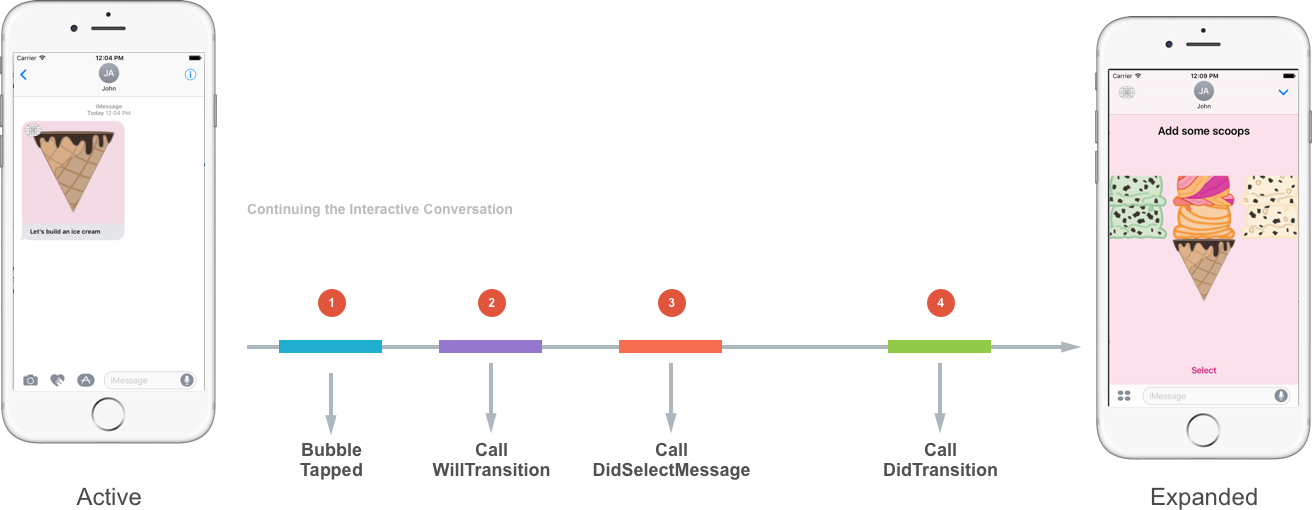 Carrier 12:04 PM
JA
John
iMessage
Today 12:04 PM
Let's build an ice cream
iMessage
Active
Continuing the Interactive Conversation
1
2
3
4
Bubble
Tapped
Call
WillTransition
Call
DidSelectMessage
Call
DidTransition
Carrier 12:09 PM
JA
John
Add some scoops
Select
iMessage
Expanded